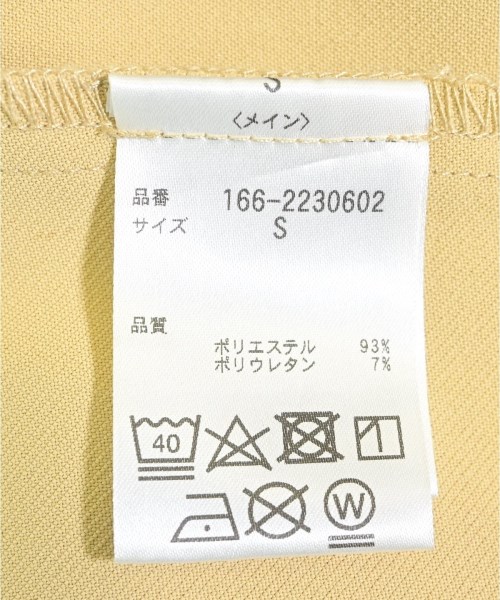 S
〈メイン〉
品番 166-2230602
サイズ S
品質
ポリエステル 93%
ポリウレタン 7%
40
W